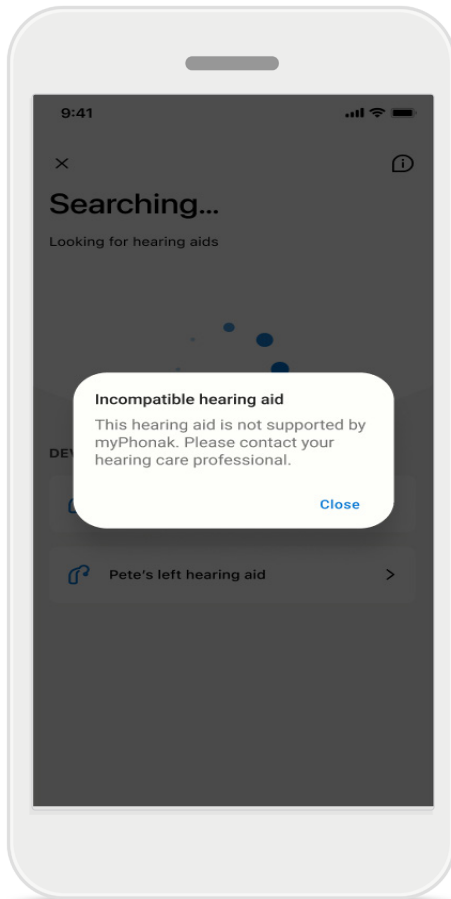 9:41
Searching...
Looking for hearing aids
Incompatible hearing aid
This hearing aid is not supported by
myPhonak. Please contact your
hearing care professional.
Close
Pete's left hearing aid